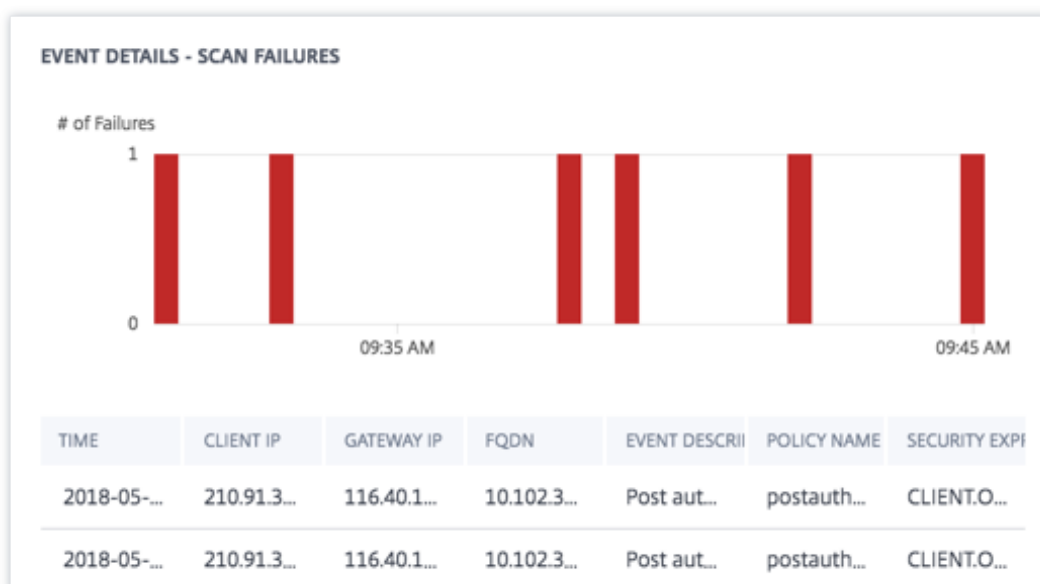 EVENT DETAILS - SCAN FAILURES
# of Failures
1
0
09:35 AM 09:45 AM
TIME CLIENT IP GATEWAY IP FQDN EVENT DESCRI POLICY NAME SECURITY EXP
2018-05-... 210.91.3... 116.40.1... 10.102.3... Post aut... postauth... CLIENT.O...
2018-05-... 210.91.3... 116.40.1... 10.102.3... Post aut... postauth... CLIENT.O...